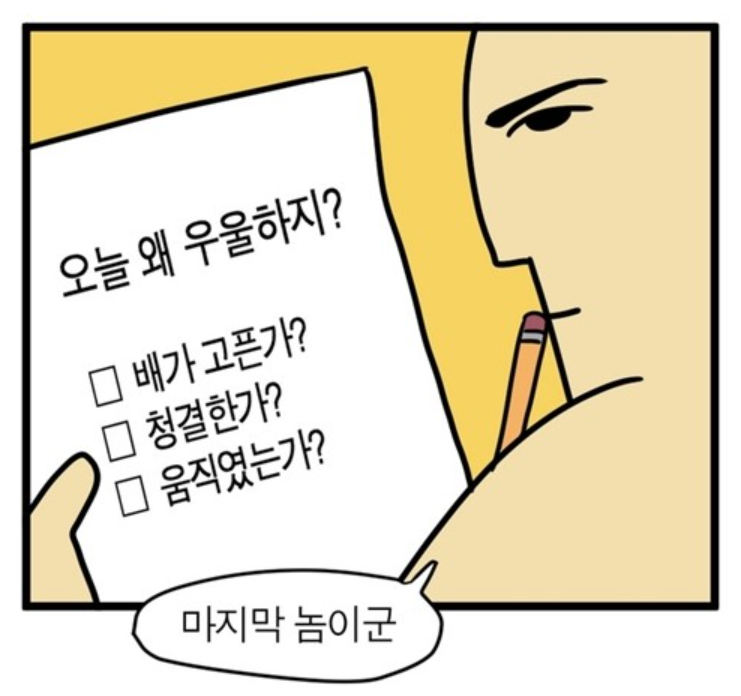 오늘 왜 우울하지?
□ 배가 고픈가?
□ 청결한가?
□ 움직였는가?
마지막 놈이군